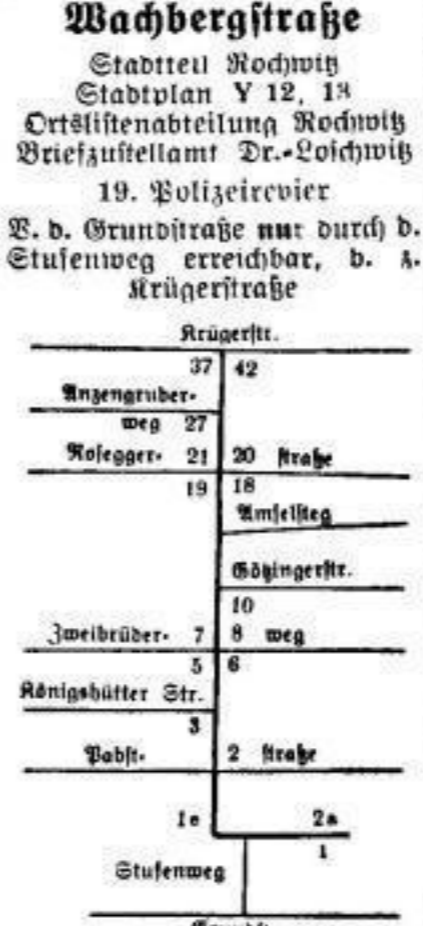 Wachbergstraße
Stadtteil Rochwitz
Stadtplan Y 12, 13
Ortslistenabteilung Rochwitz
Briefzustellamt Dr.-Loschwitz
19. Polizeirevier
V. d. Grundstraße nur durch d.
Stufenweg erreichbar, b. z.
Krügerstraße
Krügerstr.
37 42
Anzengruber-
weg 27
Rosegger- 21 20 straße
19 18
Amselsteg
Götzingerstr.
10
Zweibrüder- 7 8 weg
5 6
Königshütter Str.
3
Pabst- 2 straße
1e 2a
1
Stufenweg